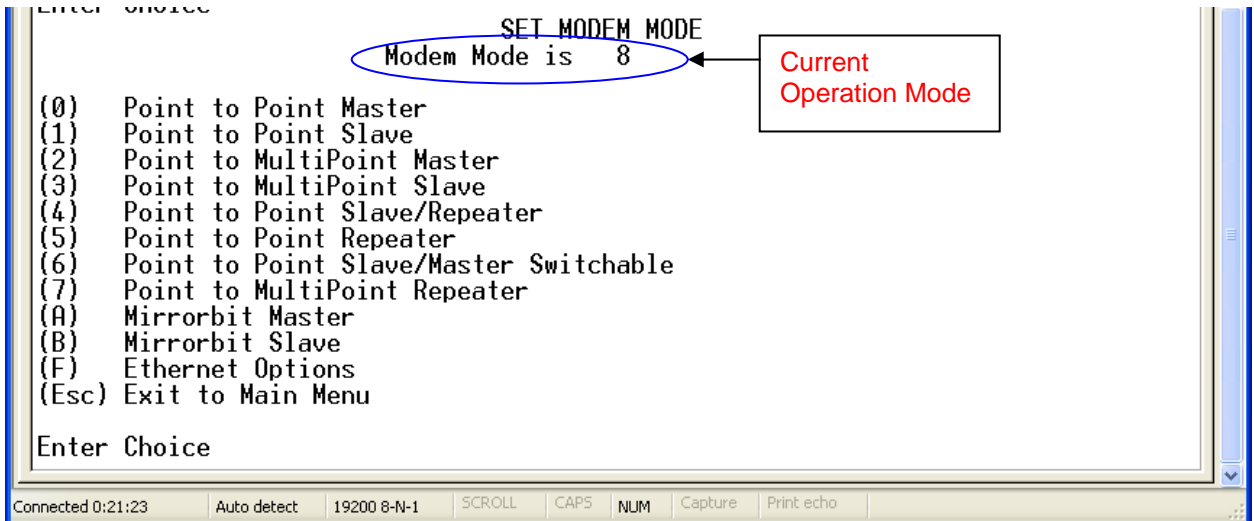 Enter Choice
SET MODEM MODE
Modem Mode is 8
Current
Operation Mode
(0) Point to Point Master
(1) Point to Point Slave
(2) Point to MultiPoint Master
(3) Point to MultiPoint Slave
(4) Point to Point Slave/Repeater
(5) Point to Point Repeater
(6) Point to Point Slave/Master Switchable
(7) Point to MultiPoint Repeater
(A) Mirrorbit Master
(B) Mirrorbit Slave
(F) Ethernet Options
(Esc) Exit to Main Menu
Enter Choice
Connected 0:21:23 Auto detect 19200 8-N-1 SCROLL CAPS NUM Capture Print echo